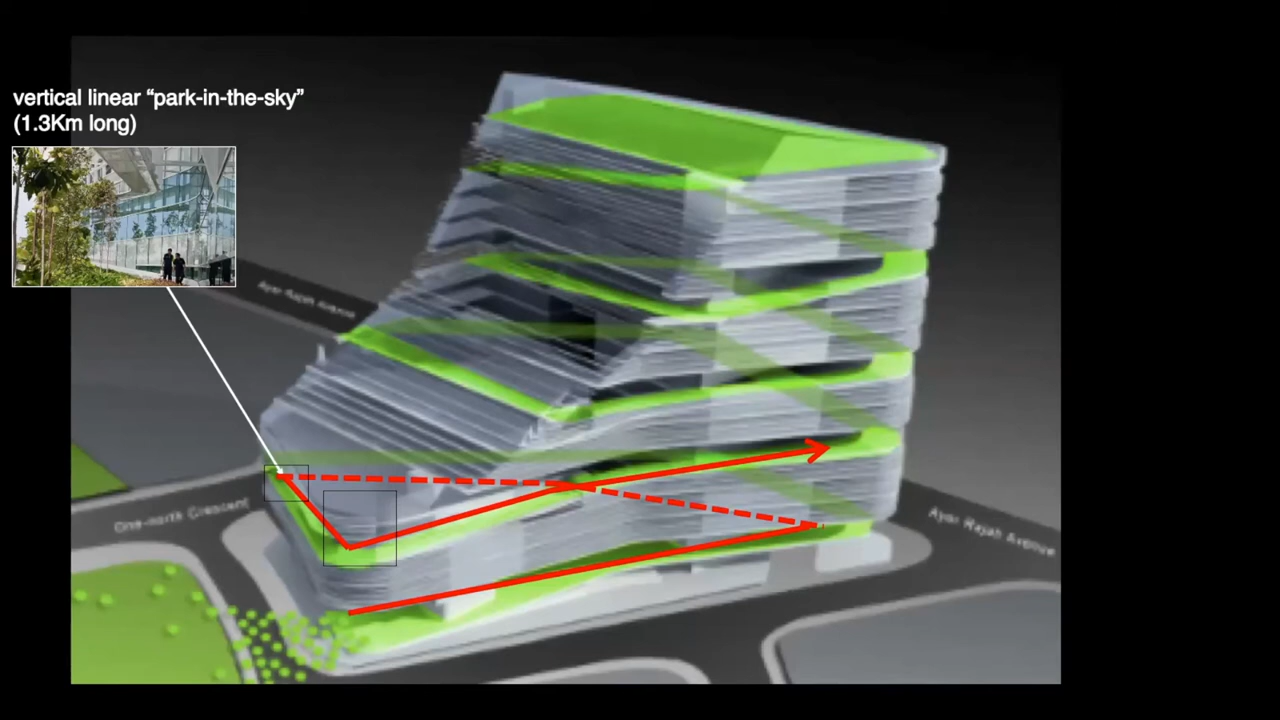 vertical linear “park-in-the-sky”
(1.3Km long)
Ayer Rajah Avenue
One-north Crescent
Ayer Rajah Avenue